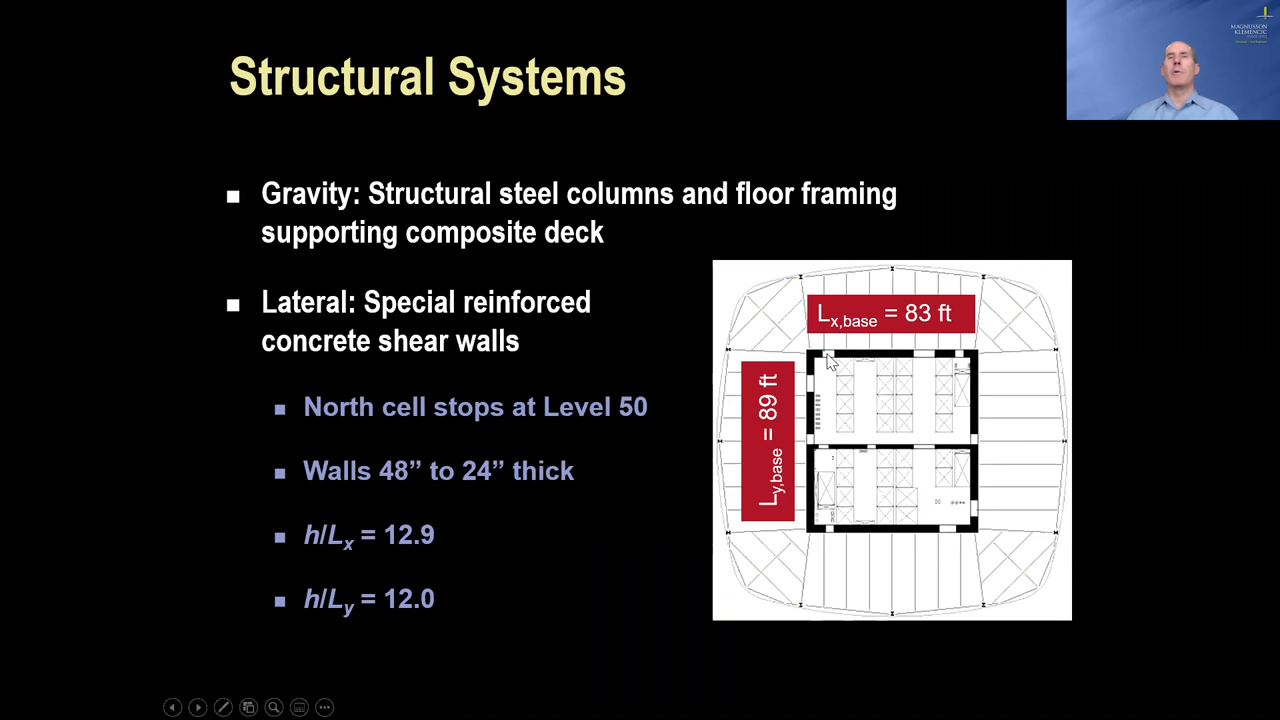 MAGNUSSON
KLEMENCIC
Structural Systems
■ Gravity: Structural steel columns and floor framing
supporting composite deck
■ Lateral: Special reinforced
concrete shear walls
■ North cell stops at Level 50
■ Walls 48” to 24” thick
■ h/Lx = 12.9
■ h/Ly = 12.0
Lx,base = 83 ft
Ly,base = 89 ft